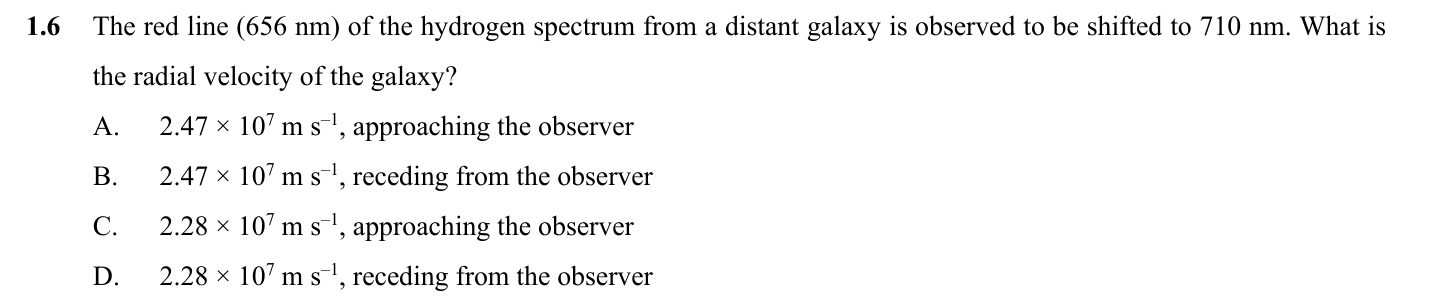 1.6 The red line (656 nm) of the hydrogen spectrum from a distant galaxy is observed to be shifted to 710 nm. What is
the radial velocity of the galaxy?
A. 2.47 × 10⁷ m s⁻¹, approaching the observer
B. 2.47 × 10⁷ m s⁻¹, receding from the observer
C. 2.28 × 10⁷ m s⁻¹, approaching the observer
D. 2.28 × 10⁷ m s⁻¹, receding from the observer